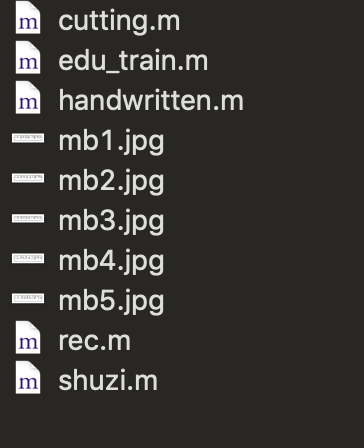 m cutting.m
m edu_train.m
m handwritten.m
mb1.jpg
mb2.jpg
mb3.jpg
mb4.jpg
mb5.jpg
m rec.m
m shuzi.m